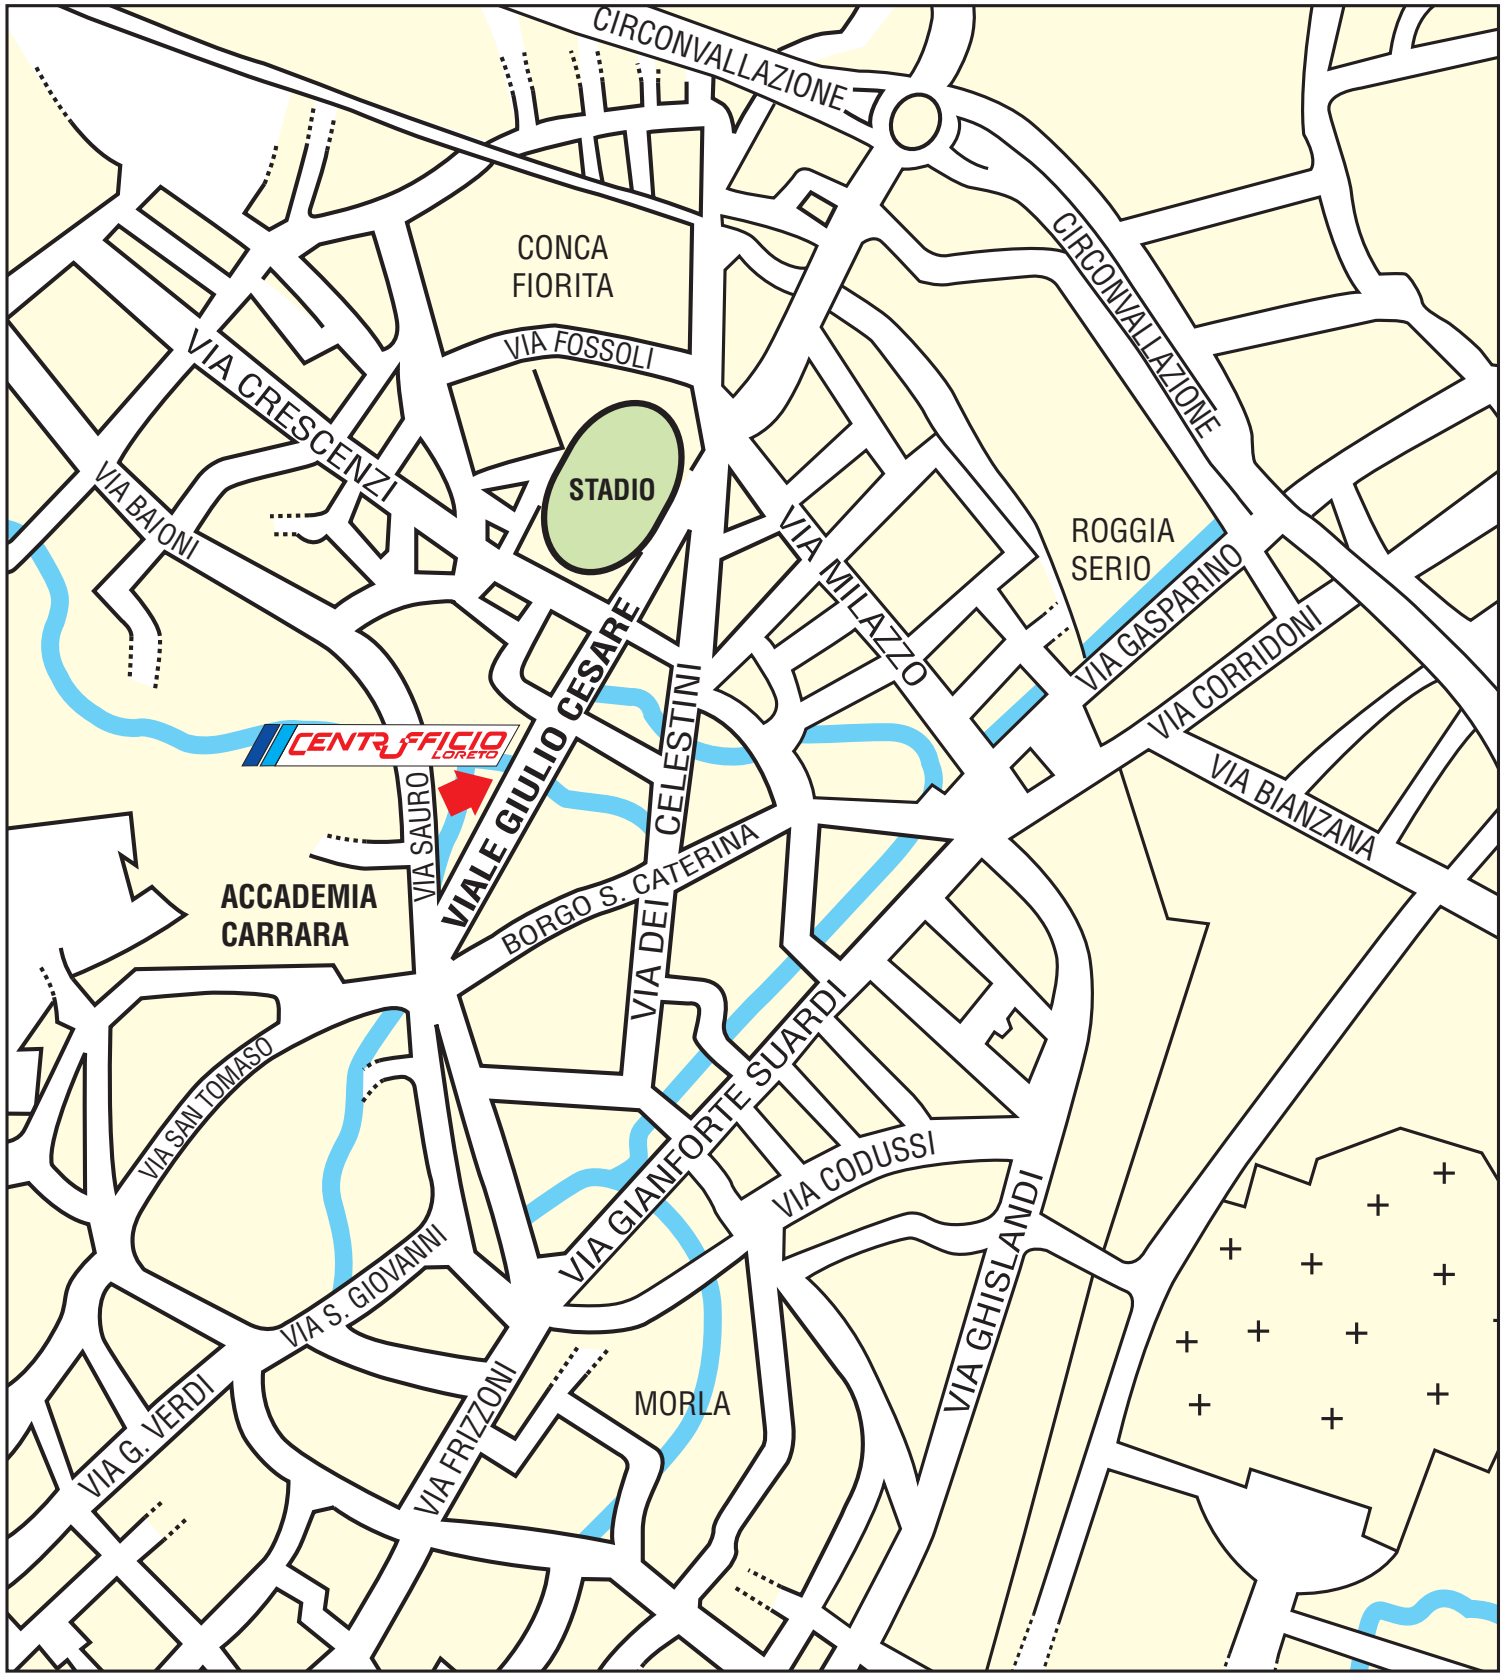 CIRCONVALLAZIONE
CONCA
FIORITA
CIRCONVALLAZIONE
VIA FOSSOLI
VIA CRESCENZI
STADIO
VIA BAIONI
VIA MILAZZO
ROGGIA
SERIO
VIA GASPARINO
VIA CORRIDONI
VIALE GIULIO CESARE
VIA DEI CELESTINI
CENTRUFFICIO
LORETO
VIA SAURO
VIA BIANZANA
BORGO S. CATERINA
ACCADEMIA
CARRARA
VIA SAN TOMASO
VIA GIANFORTE SUARDI
VIA CODUSSI
VIA GHISLANDI
VIA S. GIOVANNI
VIA G. VERDI
VIA FRIZZONI
MORLA